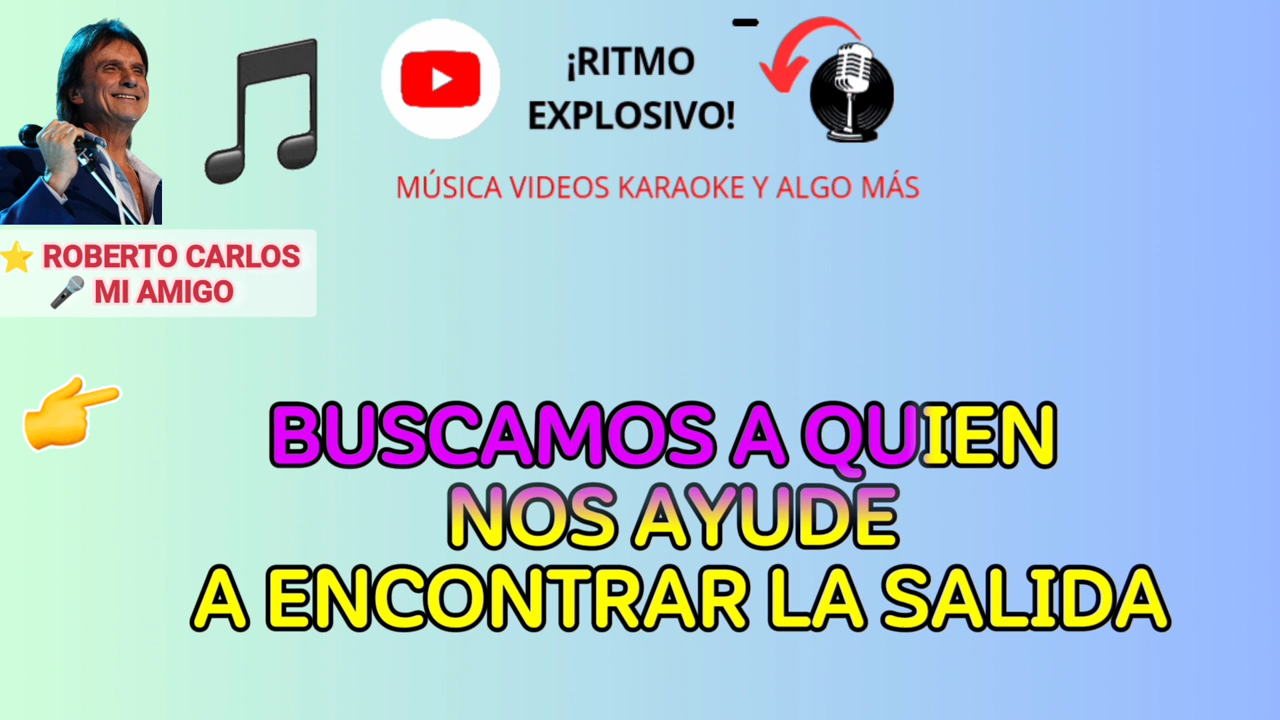 ¡RITMO
EXPLOSIVO!
MÚSICA VIDEOS KARAOKE Y ALGO MÁS
ROBERTO CARLOS
MI AMIGO
BUSCAMOS A QUIEN
NOS AYUDE
A ENCONTRAR LA SALIDA